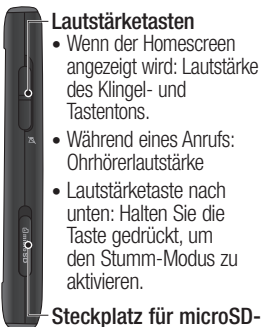 Lautstärketasten
• Wenn der Homescreen
angezeigt wird: Lautstärke
des Klingel- und
Tastentons.
• Während eines Anrufs:
Ohrhörerlautstärke
• Lautstärketaste nach
unten: Halten Sie die
Taste gedrückt, um
den Stumm-Modus zu
aktivieren.
Steckplatz für microSD-